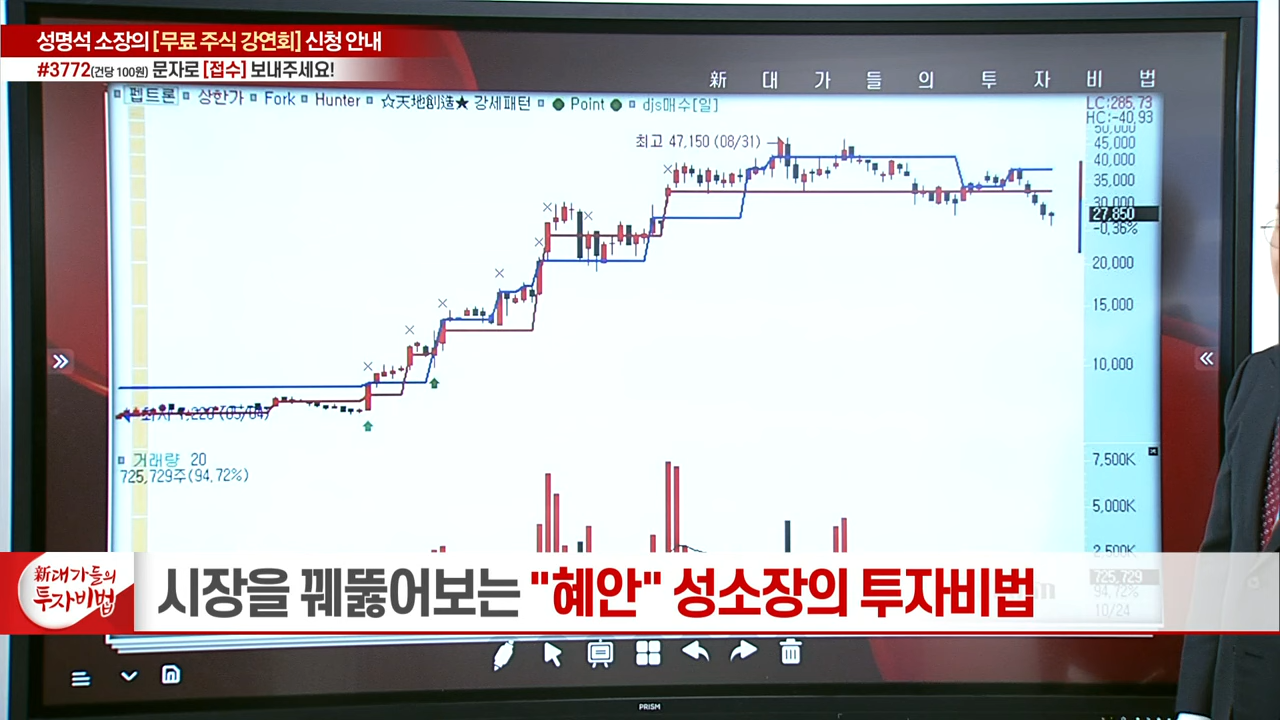 성명석 소장의 [무료 주식 강연회] 신청 안내
#3772(건당 100원) 문자로 [접수] 보내주세요!
新 대 가 들 의 투 자 비 법
펩트론 상한가 Fork Hunter ☆天地創造★ 강세패턴 Point djs매수[일]
LC:285.73
HC:-40.93
최고 47,150 (08/31)
50,000
45,000
40,000
35,000
30,000
27,850
-0.36%
20,000
15,000
10,000
거래량 20
725,729주(94.72%)
7,500K
5,000K
2,500K
725,729
94.72%
10/24
新대가들의
투자비법
시장을 꿰뚫어보는 "혜안" 성소장의 투자비법
PRISM